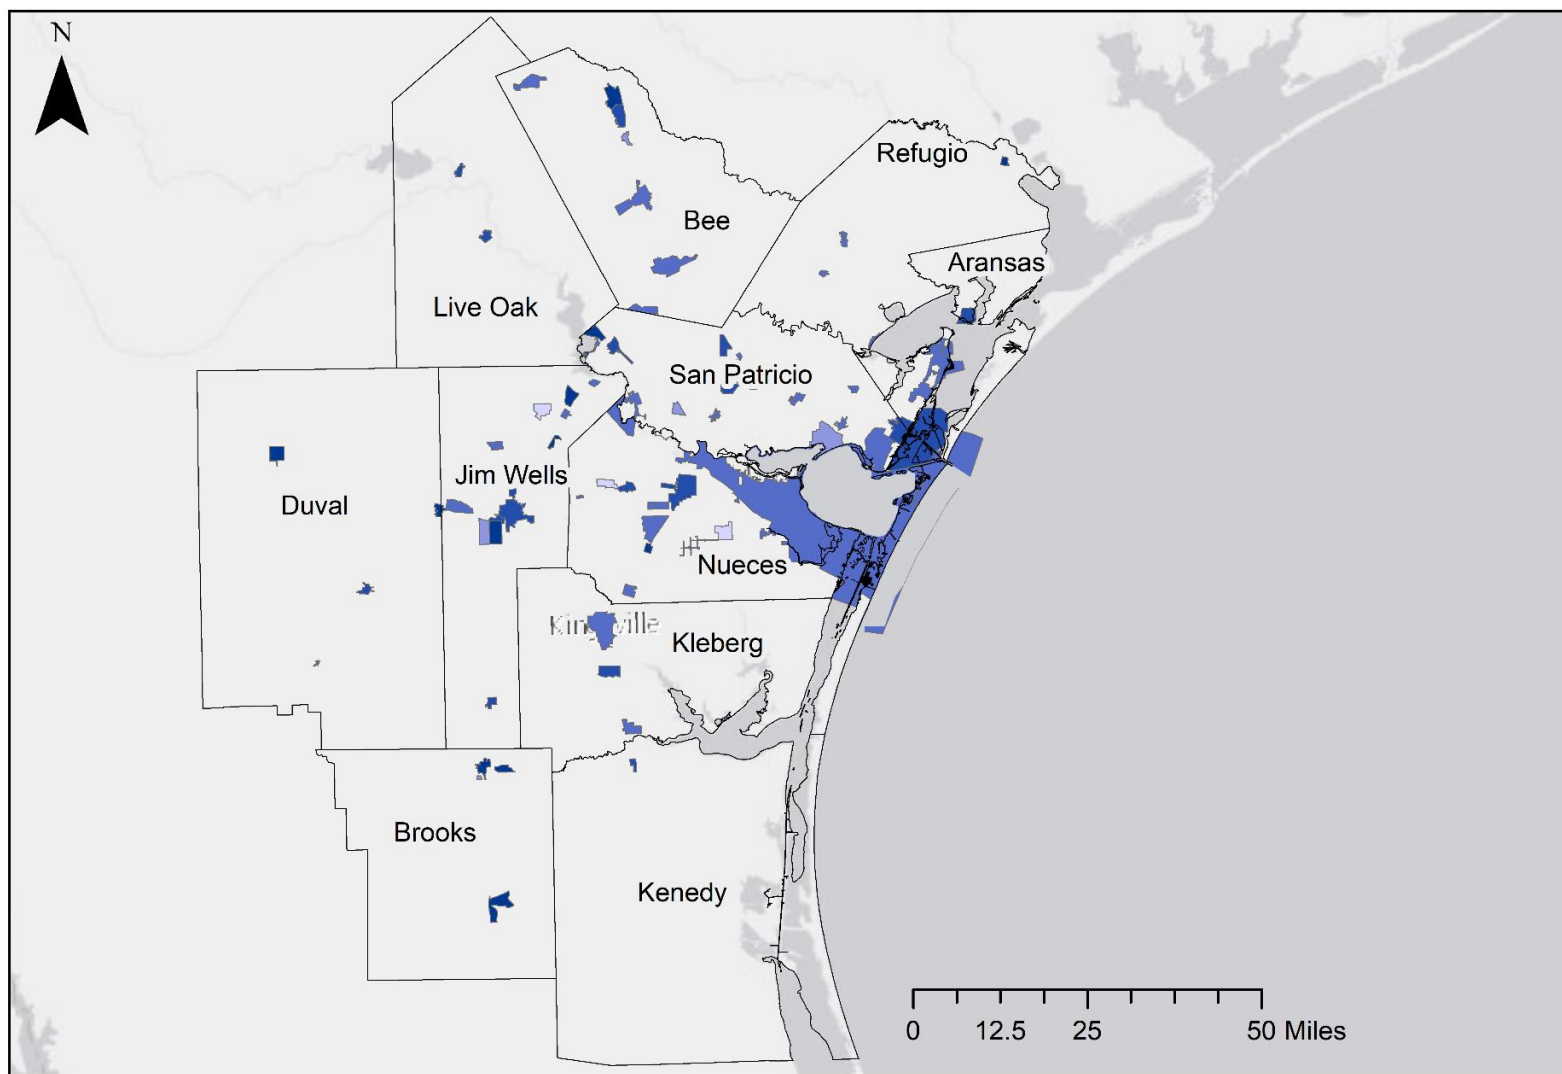 N
Refugio
Bee
Aransas
Live Oak
San Patricio
Jim Wells
Duval
Nueces
Kingsville
Kleberg
Brooks
Kenedy
0 12.5 25 50 Miles